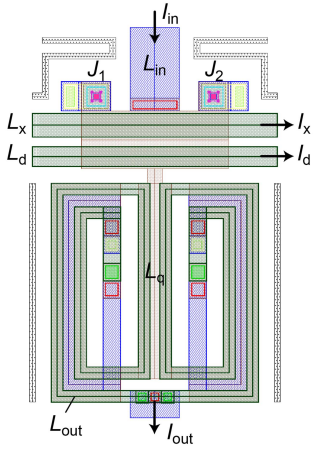 I_in
L_in
J_1
J_2
L_x
I_x
L_d
I_d
L_q
L_out
I_out